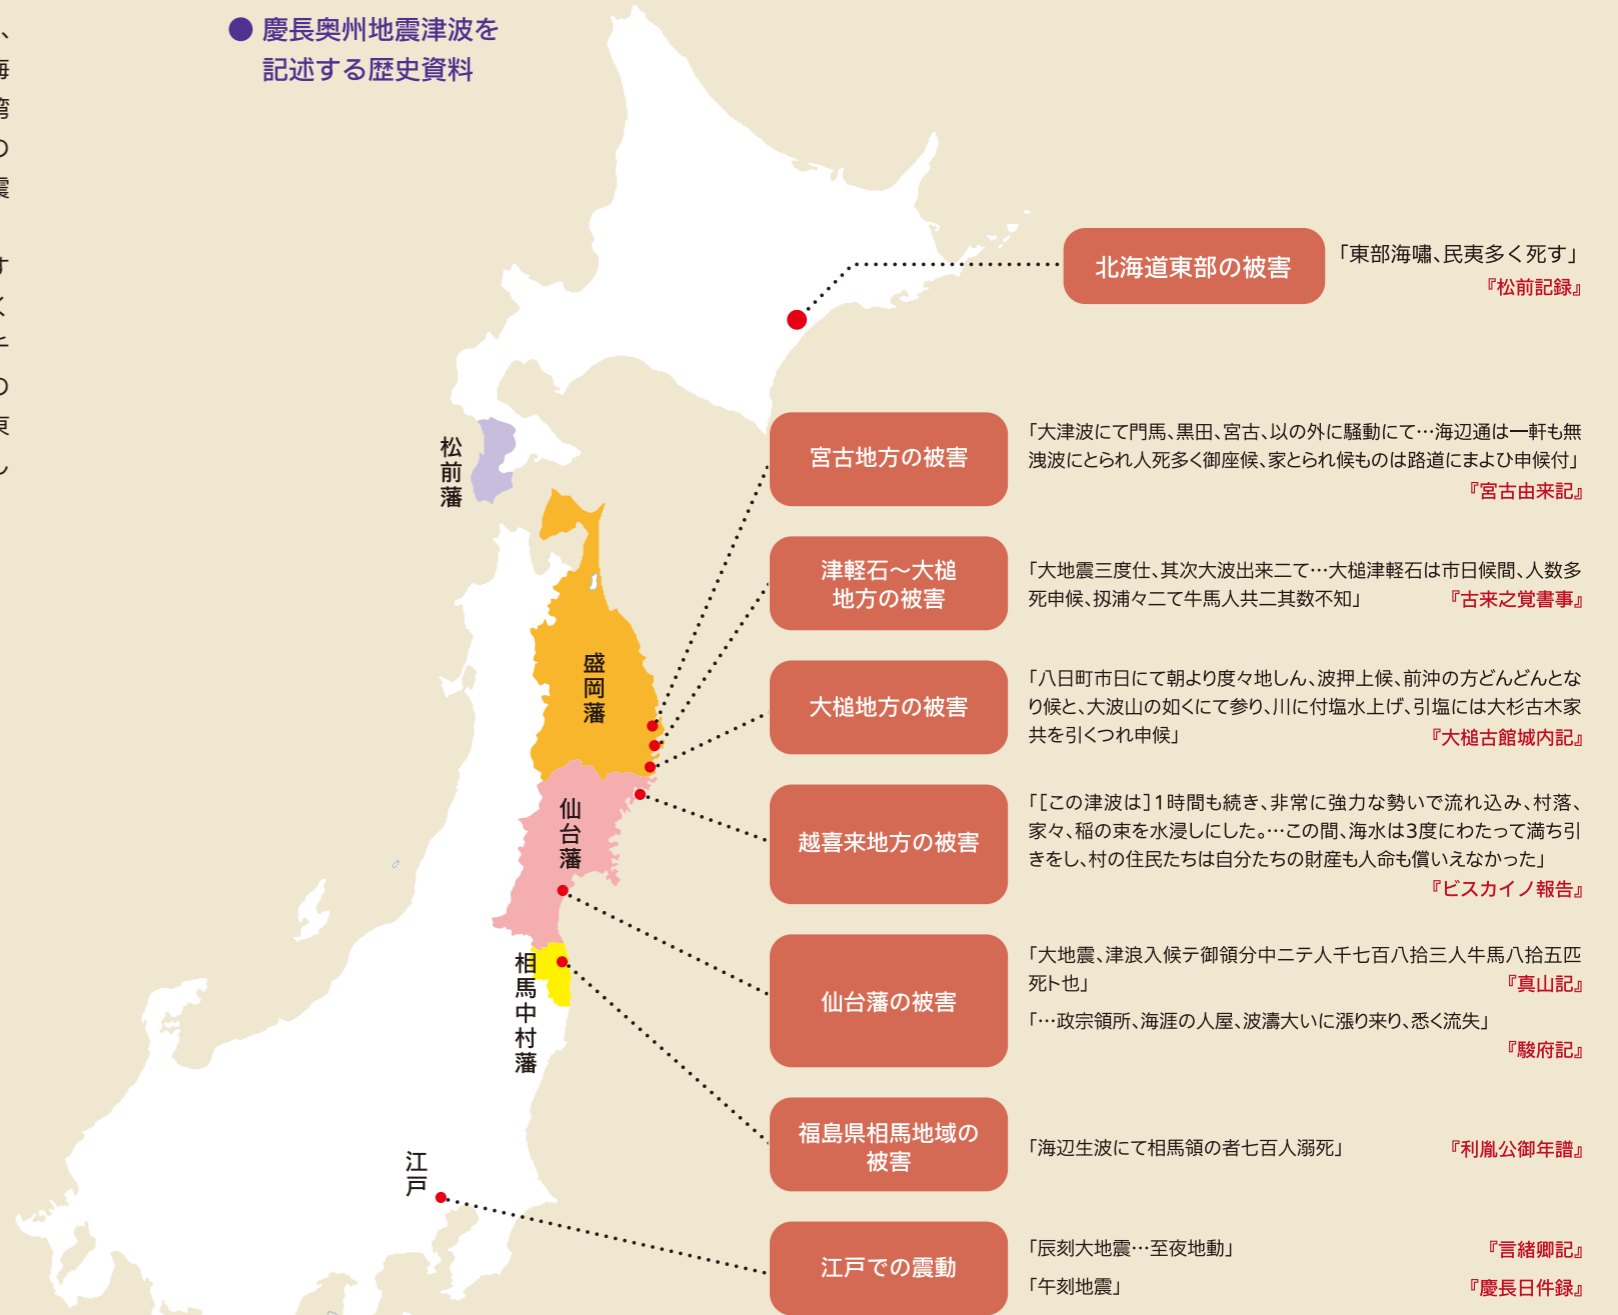 、
海
湾
の
震
す
く
の
東
し
● 慶長奥州地震津波を
記述する歴史資料
北海道東部の被害
「東部海嘯、民夷多く死す」
『松前記録』
松前藩
宮古地方の被害
「大津波にて門馬、黒田、宮古、以の外に騒動にて…海辺通は一軒も無
洩波にとられ人死多く御座候、家とられ候ものは路道にまよひ申候付」
『宮古由来記』
津軽石～大槌
地方の被害
「大地震三度仕、其次大波出来ニて…大槌津軽石は市日候間、人数多
死申候、扨浦々ニて牛馬人共ニ其数不知」 『古来之覚書事』
盛岡藩
大槌地方の被害
「八日町市日にて朝より度々地しん、波押上候、前沖の方どんどんとな
り候と、大波山の如くにて参り、川に付塩水上げ、引塩には大杉古木家
共を引くつれ申候」 『大槌古館城内記』
仙台藩
越喜来地方の被害
「[この津波は]1時間も続き、非常に強力な勢いで流れ込み、村落、
家々、稲の束を水浸しにした。…この間、海水は3度にわたって満ち引
きをし、村の住民たちは自分たちの財産も人命も償いえなかった」
『ビスカイノ報告』
相馬中村藩
仙台藩の被害
「大地震、津浪入候テ御領分中ニテ人千七百八拾三人牛馬八拾五匹
死ト也」 『真山記』
「…政宗領所、海涯の人屋、波濤大いに漲り来り、悉く流失」
『駿府記』
福島県相馬地域の
被害
「海辺生波にて相馬領の者七百人溺死」 『利胤公御年譜』
江戸
江戸での震動
「辰刻大地震…至夜地動」 『言緒卿記』
「午刻地震」 『慶長日件録』